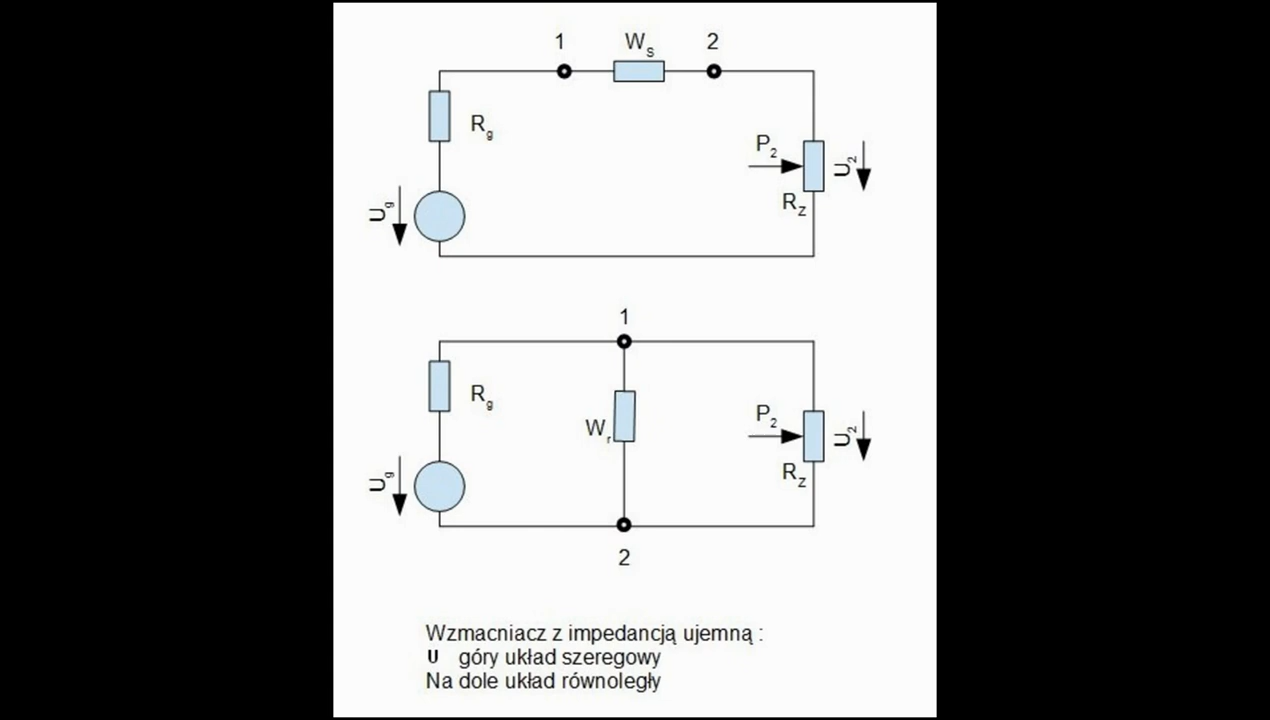 1 Ws 2
Rg
P2
U2
Rz
Ug
1
Rg
P2
U2
Wr
Rz
Ug
2
Wzmacniacz z impedancją ujemną :
U góry układ szeregowy
Na dole układ równoległy